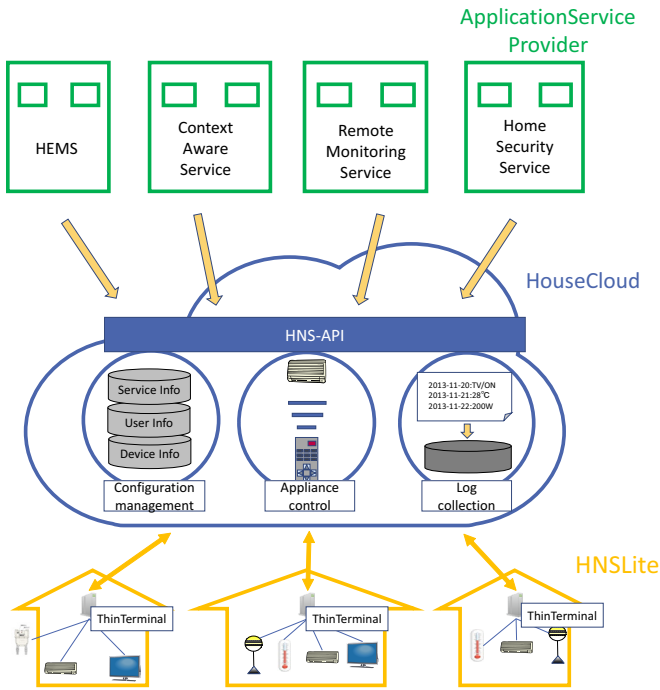 ApplicationService
Provider
HEMS
Context
Aware
Service
Remote
Monitoring
Service
Home
Security
Service
HouseCloud
HNS-API
Service Info
User Info
Device Info
2013-11-20:TV/ON
2013-11-21:28℃
2013-11-22:200W
Configuration
management
Appliance
control
Log
collection
HNSLite
ThinTerminal
ThinTerminal
ThinTerminal